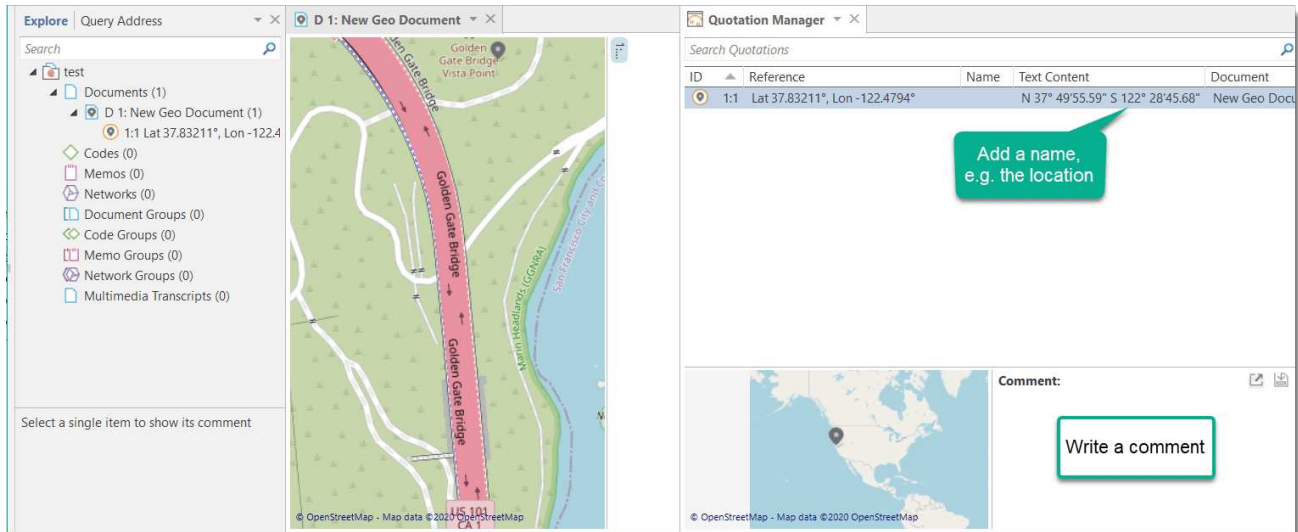 Explore
Query Address
Search
test
Documents (1)
D 1: New Geo Document (1)
1:1 Lat 37.83211°, Lon -122.4
Codes (0)
Memos (0)
Networks (0)
Document Groups (0)
Code Groups (0)
Memo Groups (0)
Network Groups (0)
Multimedia Transcripts (0)
Select a single item to show its comment
D 1: New Geo Document
Golden
Gate Bridge
Vista Point
Golden Gate Bridge
Golden Gate Bridge
Golden Gate Bridge
Marin Headlands (GGNRA)
San Francisco City and Co
US 101
CA 1
© OpenStreetMap - Map data ©2020 OpenStreetMap
1:...
Quotation Manager
Search Quotations
ID Reference Name Text Content Document
1:1 Lat 37.83211°, Lon -122.4794° N 37° 49'55.59" S 122° 28'45.68" New Geo Docu
Add a name,
e.g. the location
© OpenStreetMap - Map data ©2020 OpenStreetMap
Comment:
Write a comment